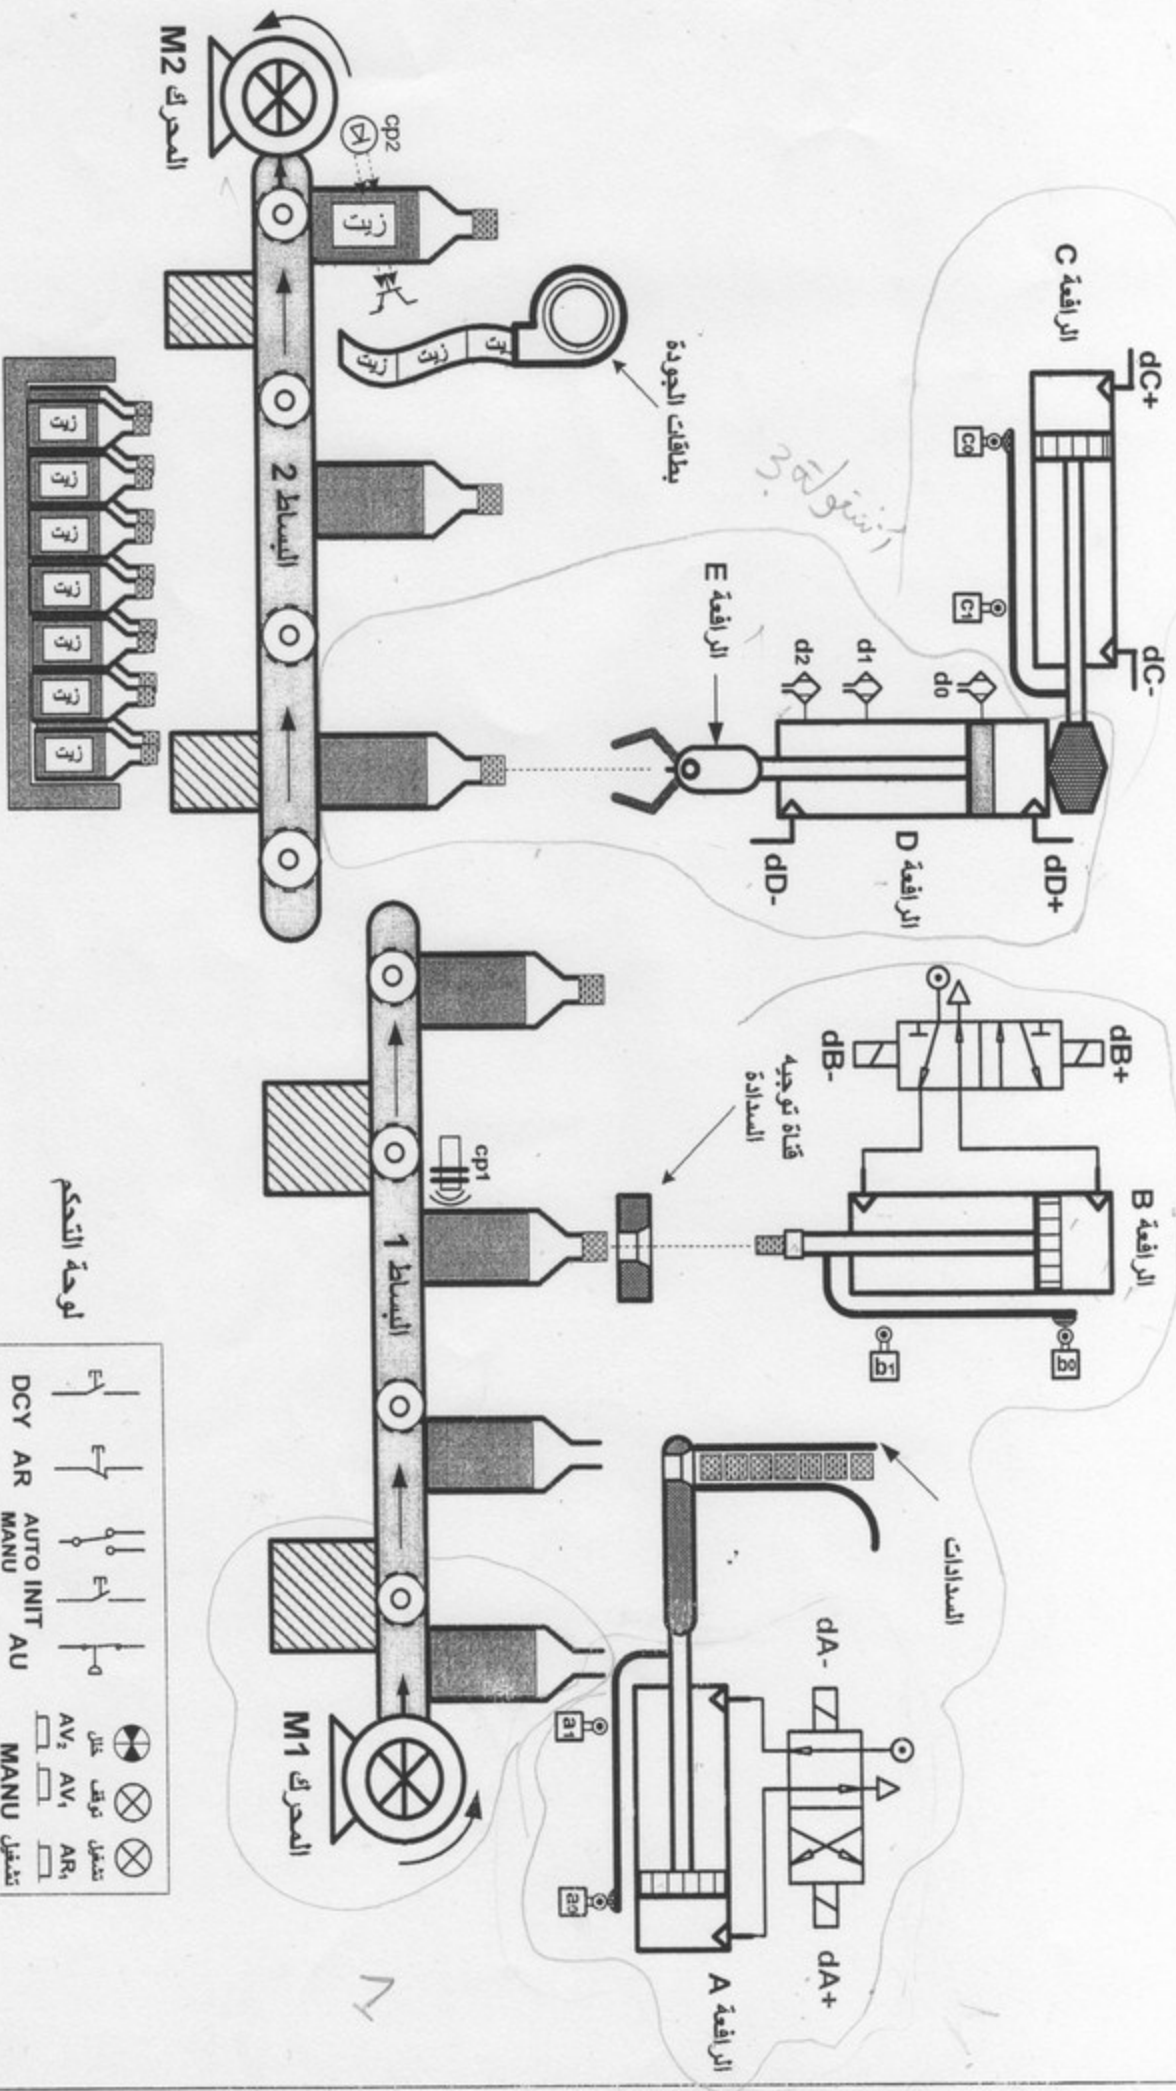 الرافعة C
dC+
dC-
c0
c1
الرافعة E
d2
d1
d0
الرافعة D
dD+
dD-
dB+
dB-
الرافعة B
b0
b1
قناة توجيه
السدادة
السدادات
dA-
dA+
الرافعة A
a1
a0
بطاقات الجودة
زيت
زيت
أنشغولة 3
cp2
زيت
المحرك M2
البساط 2
cp1
البساط 1
المحرك M1
زيت
زيت
زيت
زيت
زيت
زيت
زيت
لوحة التحكم
خلل
توقف
تشغيل
DCY
AR
AUTO
MANU
INIT
AU
AV2
AV1
AR1
تشغيل MANU